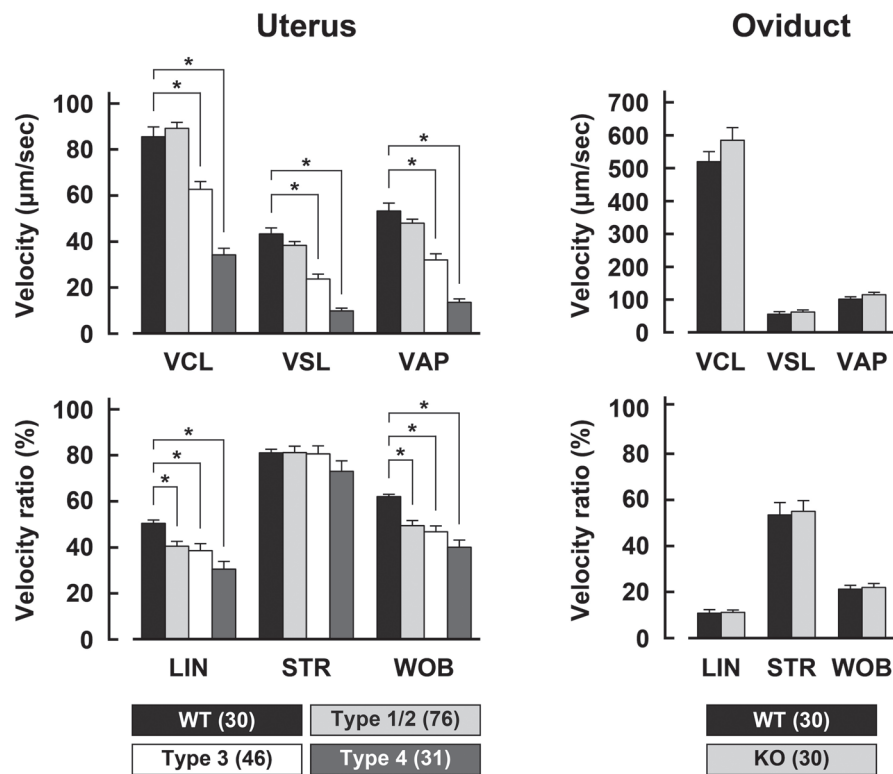 Uterus
Oviduct
Velocity (µm/sec)
100
80
60
40
20
0
* * * * * *
VCL VSL VAP
Velocity (µm/sec)
700
600
500
400
300
200
100
0
VCL VSL VAP
Velocity ratio (%)
100
80
60
40
20
0
* * * * * *
LIN STR WOB
Velocity ratio (%)
100
80
60
40
20
0
LIN STR WOB
WT (30) Type 1/2 (76)
Type 3 (46) Type 4 (31)
WT (30)
KO (30)